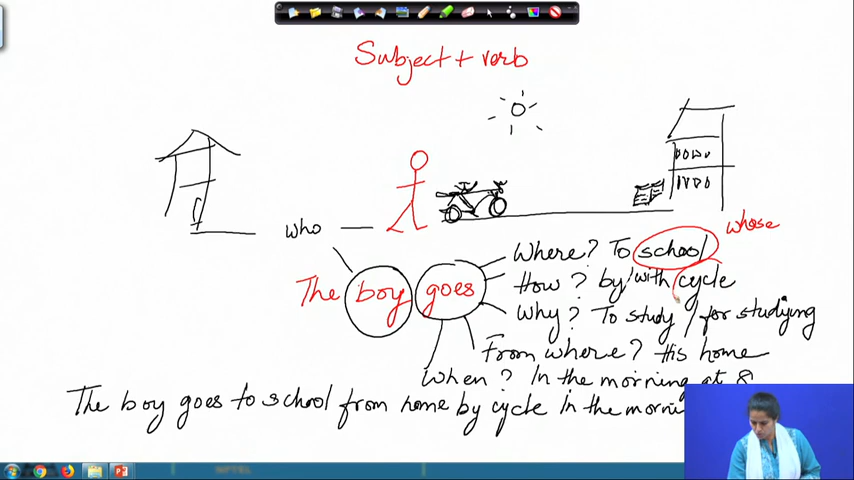 Subject + verb
who
whose
The boy goes
Where? To school
How? by/with cycle
Why? To study / for studying
From where? His home
When? In the morning at 8
The boy goes to school from home by cycle in the morni
NPTEL